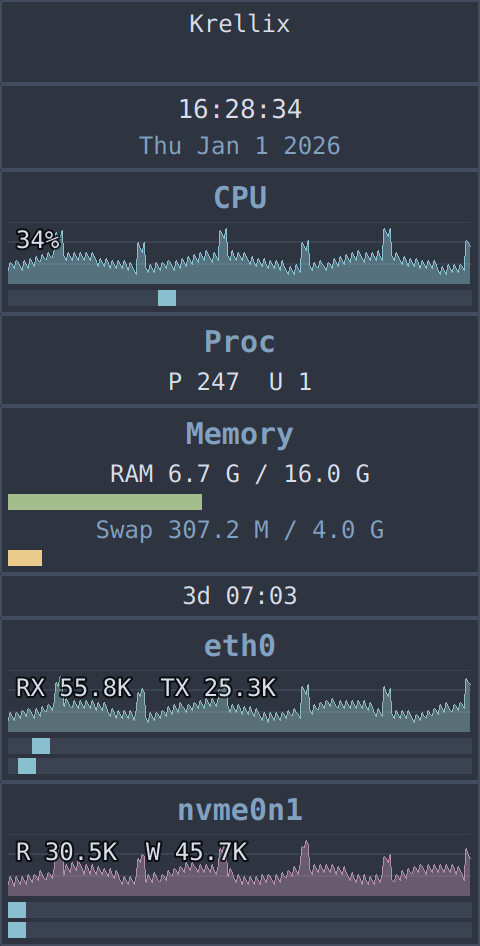 Krellix
16:28:34
Thu Jan 1 2026
CPU
34%
Proc
P 247  U 1
Memory
RAM 6.7 G / 16.0 G
Swap 307.2 M / 4.0 G
3d 07:03
eth0
RX 55.8K  TX 25.3K
nvme0n1
R 30.5K  W 45.7K